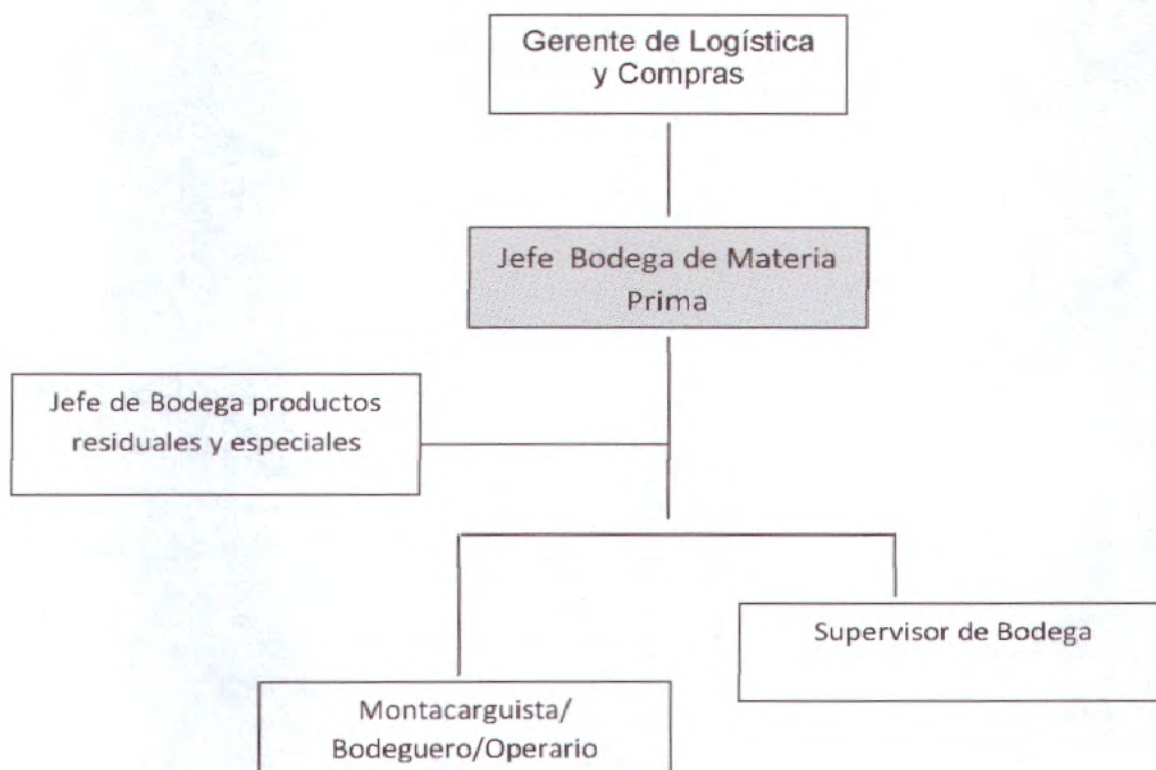 Gerente de Logística
y Compras
Jefe Bodega de Materia
Prima
Jefe de Bodega productos
residuales y especiales
Supervisor de Bodega
Montacarguista/
Bodeguero/Operario